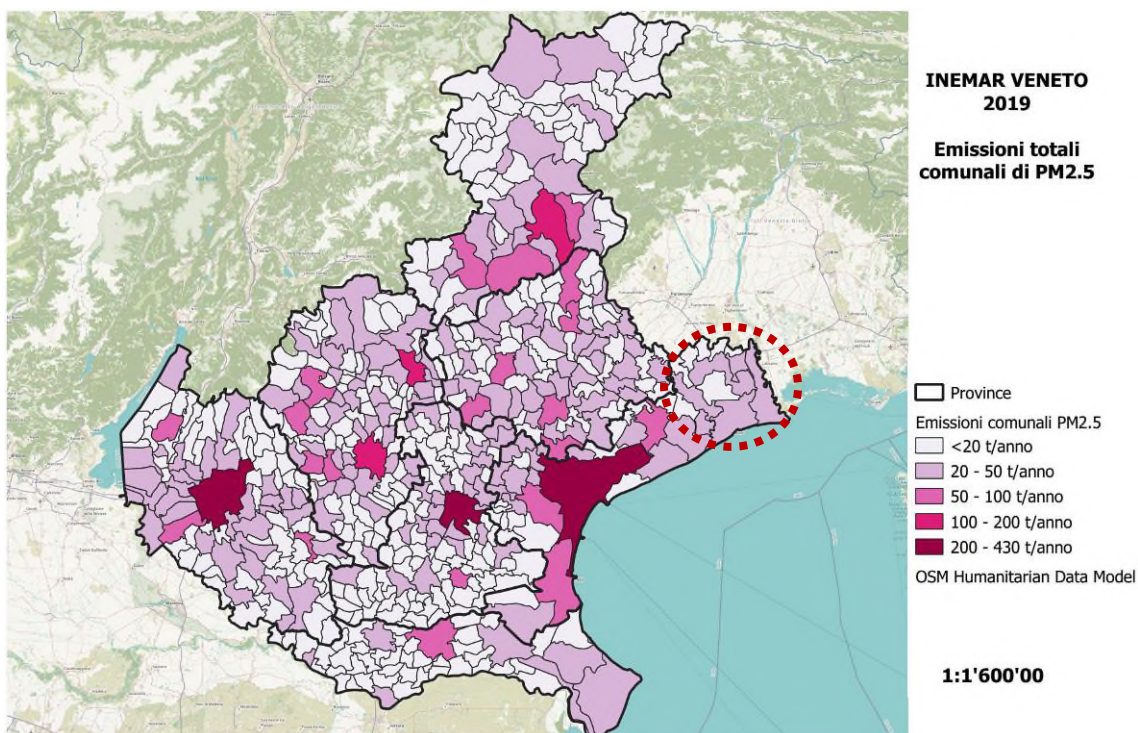 INEMAR VENETO
2019
Emissioni totali
comunali di PM2.5
Province
Emissioni comunali PM2.5
<20 t/anno
20 - 50 t/anno
50 - 100 t/anno
100 - 200 t/anno
200 - 430 t/anno
OSM Humanitarian Data Model
1:1'600'00